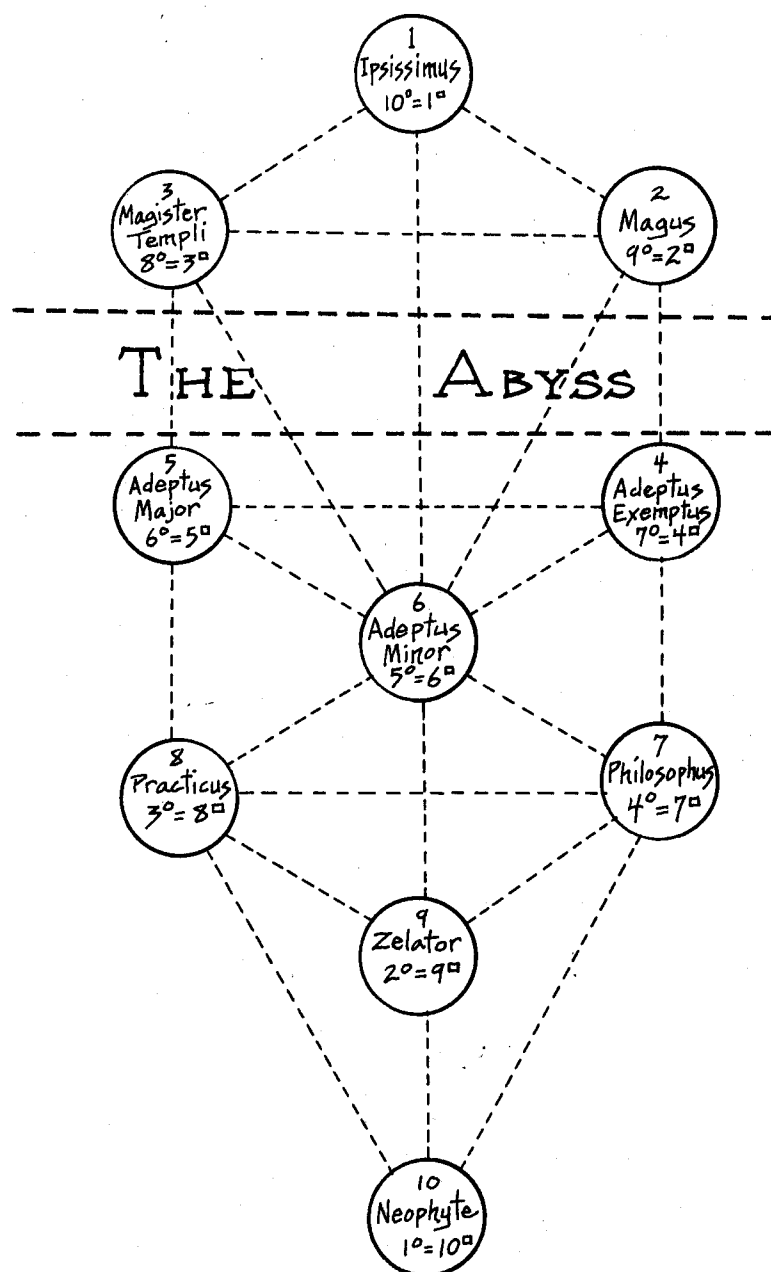 1
Ipsissimus
10°=1□
3
Magister
Templi
8°=3□
2
Magus
9°=2□
THE ABYSS
5
Adeptus
Major
6°=5□
4
Adeptus
Exemptus
7°=4□
6
Adeptus
Minor
5°=6□
8
Practicus
3°=8□
7
Philosophus
4°=7□
9
Zelator
2°=9□
10
Neophyte
1°=10□